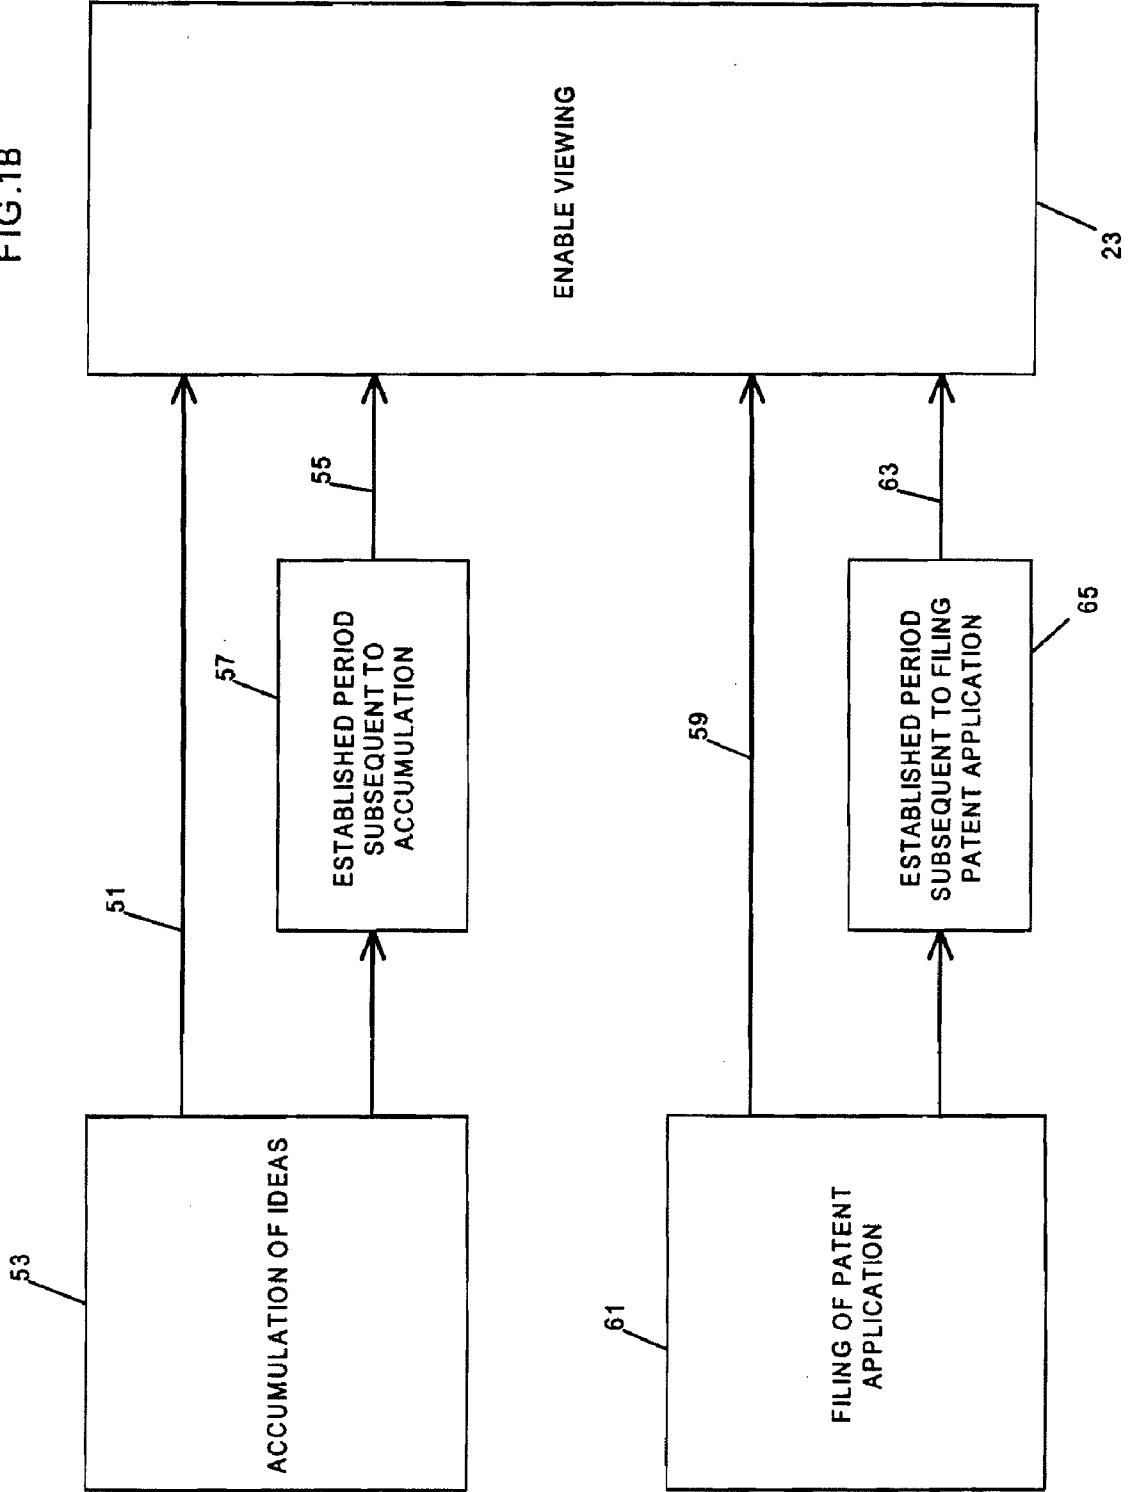 FIG.1B
53
ACCUMULATION OF IDEAS
51
57
ESTABLISHED PERIOD
SUBSEQUENT TO
ACCUMULATION
55
ENABLE VIEWING
23
61
FILING OF PATENT
APPLICATION
59
ESTABLISHED PERIOD
SUBSEQUENT TO FILING
PATENT APPLICATION
65
63